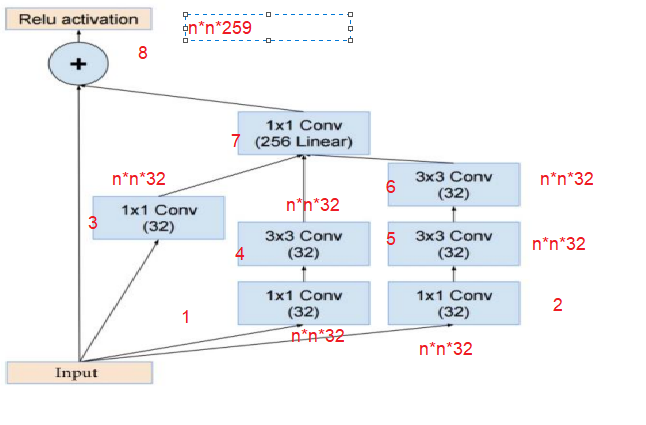 Relu activation
n*n*259
+
8
1x1 Conv
(256 Linear)
7
n*n*32
1x1 Conv
(32)
3
n*n*32
3x3 Conv
(32)
6
n*n*32
3x3 Conv
(32)
4
3x3 Conv
(32)
5
n*n*32
1
1x1 Conv
(32)
n*n*32
1x1 Conv
(32)
2
n*n*32
Input